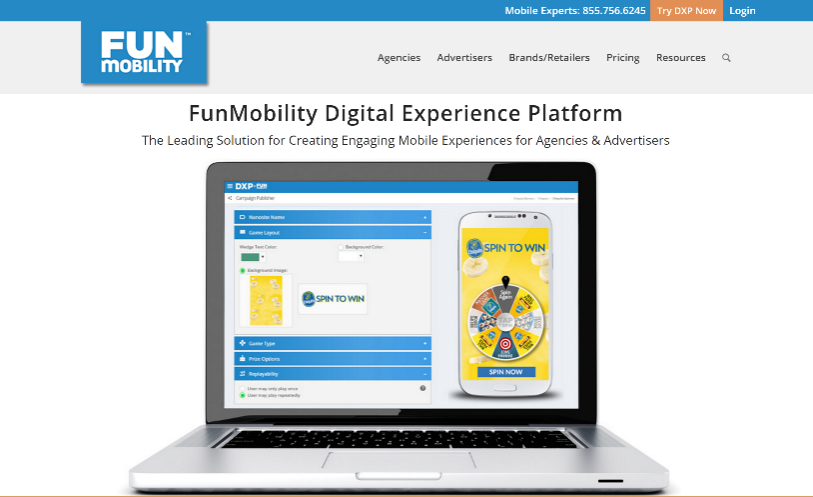 Mobile Experts: 855.756.6245 Try DXP Now Login
FUN™
MOBILITY
Agencies Advertisers Brands/Retailers Pricing Resources
FunMobility Digital Experience Platform
The Leading Solution for Creating Engaging Mobile Experiences for Agencies & Advertisers
DXP FUN
Campaign Publisher
Game Layout
Wedge Text Color:
Background Color:
Background Image:
SPIN TO WIN
Game Type
Prize Options
Replayability
User may only play once
User may play repeatedly
SPIN TO WIN
Spin
Again
SPIN NOW